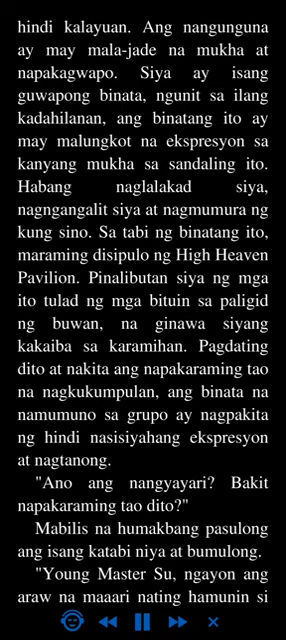 hindi kalayuan. Ang nangunguna
ay may mala-jade na mukha at
napakagwapo. Siya ay isang
guwapong binata, ngunit sa ilang
kadahilanan, ang binatang ito ay
may malungkot na ekspresyon sa
kanyang mukha sa sandaling ito.
Habang naglalakad siya,
nagngangalit siya at nagmumura ng
kung sino. Sa tabi ng binatang ito,
maraming disipulo ng High Heaven
Pavilion. Pinalibutan siya ng mga
ito tulad ng mga bituin sa paligid
ng buwan, na ginawa siyang
kakaiba sa karamihan. Pagdating
dito at nakita ang napakaraming tao
na nagkukumpulan, ang binata na
namumuno sa grupo ay nagpakita
ng hindi nasisiyahang ekspresyon
at nagtanong.
"Ano ang nangyayari? Bakit
napakaraming tao dito?"
Mabilis na humakbang pasulong
ang isang katabi niya at bumulong.
"Young Master Su, ngayon ang
araw na maaari nating hamunin si